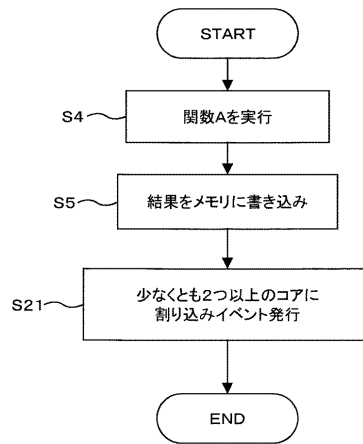 START
S4
関数Aを実行
S5
結果をメモリに書き込み
S21
少なくとも2つ以上のコアに
割り込みイベント発行
END